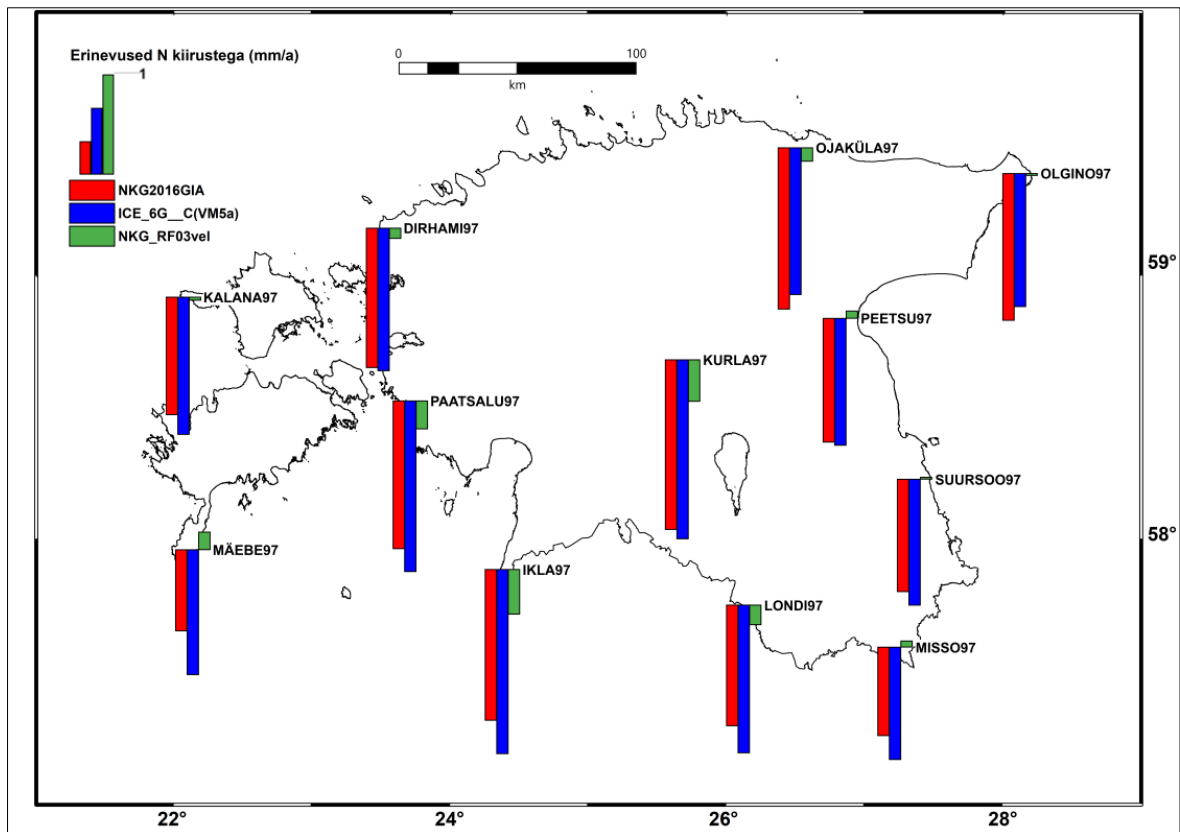 Erinevused N kiirustega (mm/a)
1
NKG2016GIA
ICE_6G__C(VM5a)
NKG_RF03vel
0
100
km
OJAKÜLA97
OLGINO97
DIRHAMI97
59°
KALANA97
PEETSU97
KURLA97
PAATSALU97
SUURSOO97
58°
MÄEBE97
IKLA97
LONDI97
MISSO97
22°
24°
26°
28°